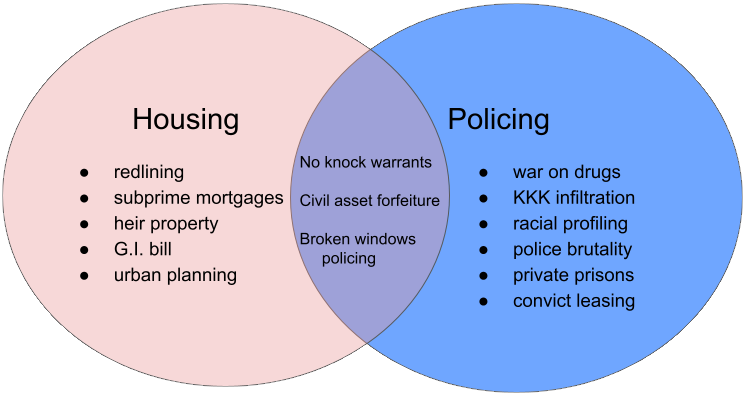 Housing
● redlining
● subprime mortgages
● heir property
● G.I. bill
● urban planning
No knock warrants
Civil asset forfeiture
Broken windows
policing
Policing
● war on drugs
● KKK infiltration
● racial profiling
● police brutality
● private prisons
● convict leasing